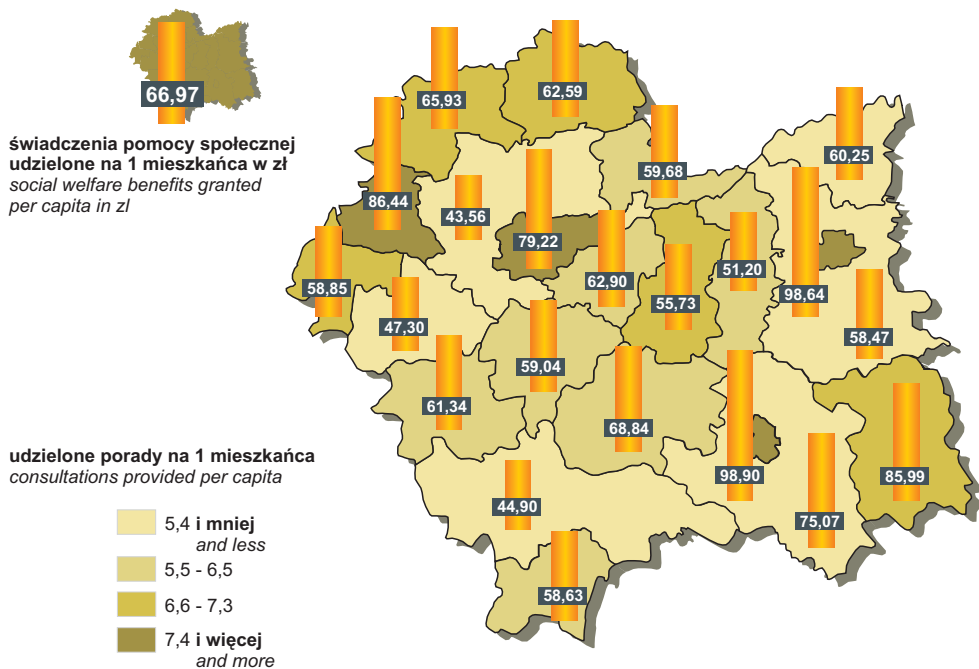 66,97
świadczenia pomocy społecznej
udzielone na 1 mieszkańca w zł
social welfare benefits granted
per capita in zl
65,93
62,59
60,25
59,68
86,44
43,56
79,22
62,90
51,20
58,85
55,73
98,64
47,30
58,47
59,04
61,34
68,84
98,90
85,99
44,90
75,07
58,63
udzielone porady na 1 mieszkańca
consultations provided per capita
5,4 i mniej
and less
5,5 - 6,5
6,6 - 7,3
7,4 i więcej
and more